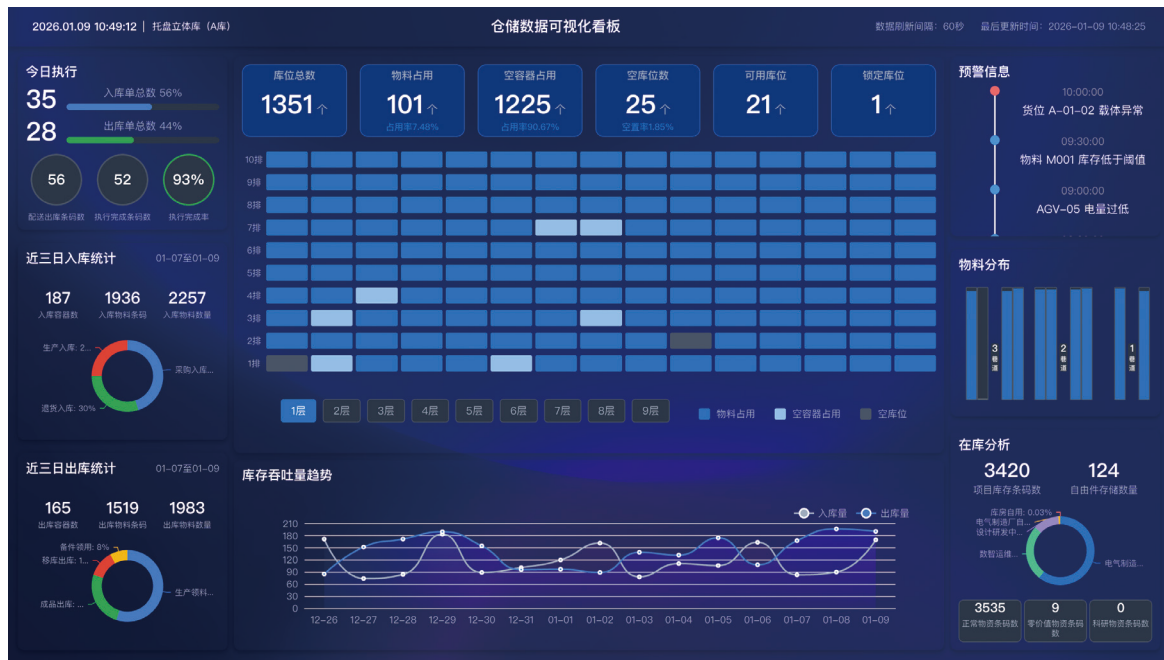 2026.01.09 10:49:12 | 托盘立体库（A库）
仓储数据可视化看板
数据刷新间隔：60秒 最后更新时间：2026-01-09 10:48:25
今日执行
35 入库单总数 56%
28 出库单总数 44%
56 52 93%
配送出库条码数 执行完成条码数 执行完成率
近三日入库统计 01-07至01-09
187 1936 2257
入库容器数 入库物料条码 入库物料数量
生产入库: 2...
采购入库...
退货入库: 30%
近三日出库统计 01-07至01-09
165 1519 1983
出库容器数 出库物料条码 出库物料数量
备件领用: 8%
移库出库: 1...
生产领料...
成品出库: ...
库位总数 物料占用 空容器占用 空库位数 可用库位 锁定库位
1351个 101个 1225个 25个 21个 1个
占用率7.48% 占用率90.67% 空置率1.85%
10排
9排
8排
7排
6排
5排
4排
3排
2排
1排
1层 2层 3层 4层 5层 6层 7层 8层 9层
物料占用 空容器占用 空库位
库存吞吐量趋势
入库量 出库量
210
180
150
120
90
60
30
0
12-26 12-27 12-28 12-29 12-30 12-31 01-01 01-02 01-03 01-04 01-05 01-06 01-07 01-08 01-09
预警信息
10:00:00
货位 A-01-02 载体异常
09:30:00
物料 M001 库存低于阈值
09:00:00
AGV-05 电量过低
物料分布
3巷道 2巷道 1巷道
在库分析
3420 124
项目库存条码数 自由件存储数量
库房自用: 0.03%
电气制造厂自...
设计研发中...
数智运维...
电气制造...
3535 9 0
正常物资条码数 零价值物资条码数 科研物资条码数